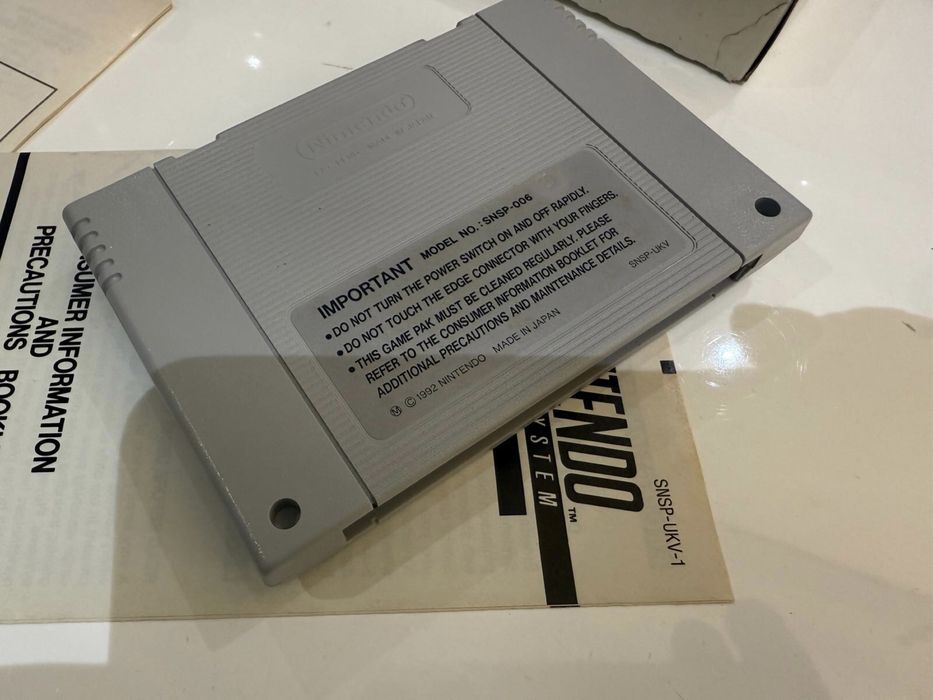 Nintendo
IMPORTANT MODEL NO.: SNSP-006
•DO NOT TURN THE POWER SWITCH ON AND OFF RAPIDLY.
•DO NOT TOUCH THE EDGE CONNECTOR WITH YOUR FINGERS.
•THIS GAME PAK MUST BE CLEANED REGULARLY. PLEASE
REFER TO THE CONSUMER INFORMATION BOOKLET FOR
ADDITIONAL PRECAUTIONS AND MAINTENANCE DETAILS.
Ⓜ © 1992 NINTENDO MADE IN JAPAN
SNSP-UKV
INFORMATION
AND
PRECAUTIONS
SNSP-UKV-1